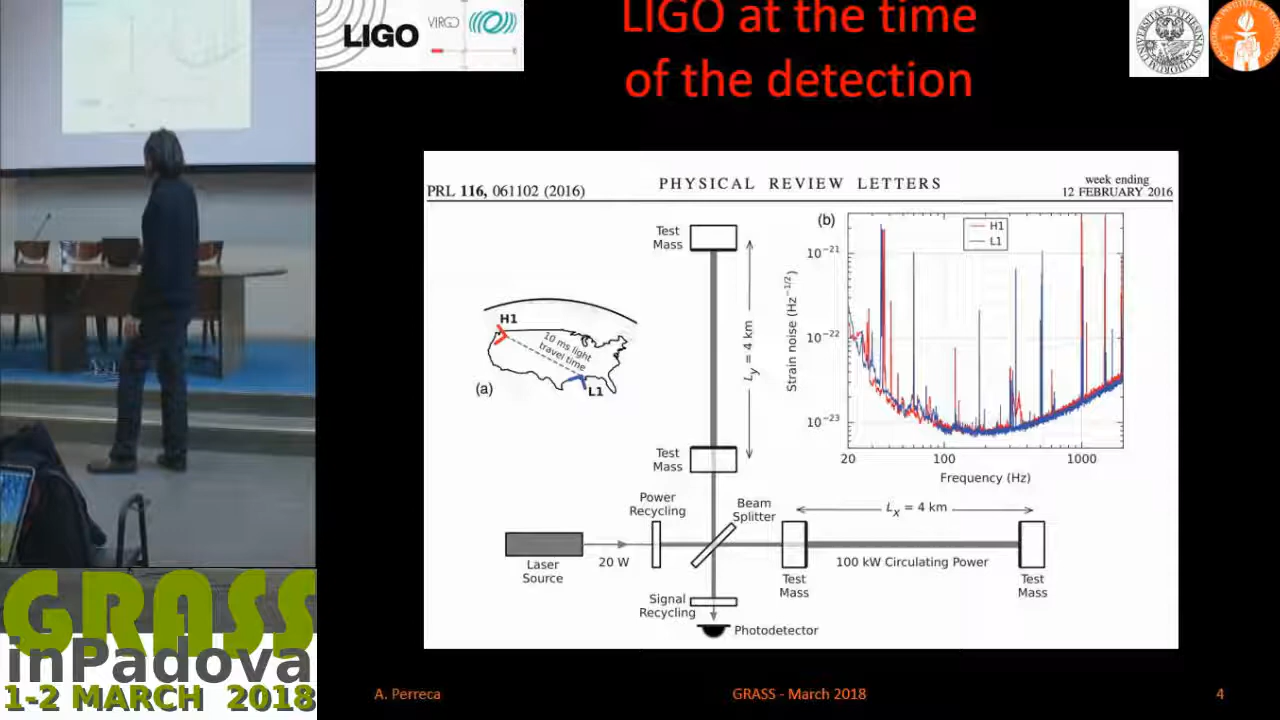 LIGO
VIRGO
LIGO at the time
of the detection
PRL 116, 061102 (2016)
PHYSICAL REVIEW LETTERS
week ending
12 FEBRUARY 2016
Test
Mass
Ly = 4 km
(b)
H1
L1
10⁻²¹
10⁻²²
10⁻²³
Strain noise (Hz⁻¹/²)
20
100
1000
Frequency (Hz)
H1
10 ms light
travel time
(a)
L1
Test
Mass
Power
Recycling
Beam
Splitter
Lx = 4 km
Laser
Source
20 W
100 kW Circulating Power
Test
Mass
Test
Mass
Signal
Recycling
Photodetector
GRASS
inPadova
1-2 MARCH 2018
A. Perreca
GRASS - March 2018
4